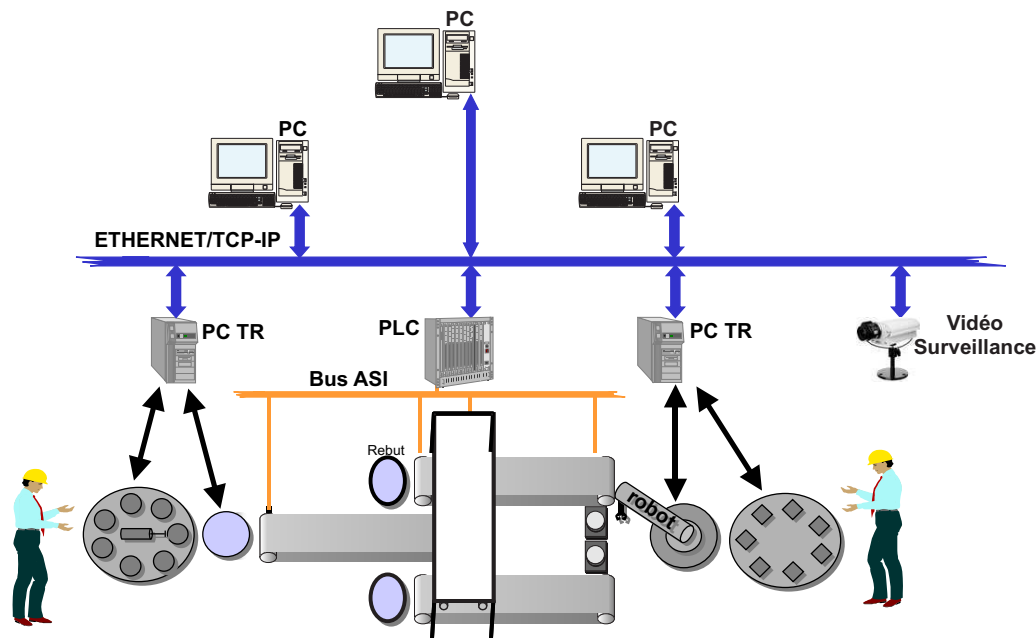 PC
PC
PC
ETHERNET/TCP-IP
PC TR
PLC
PC TR
Vidéo
Surveillance
Bus ASI
Rebut
robot